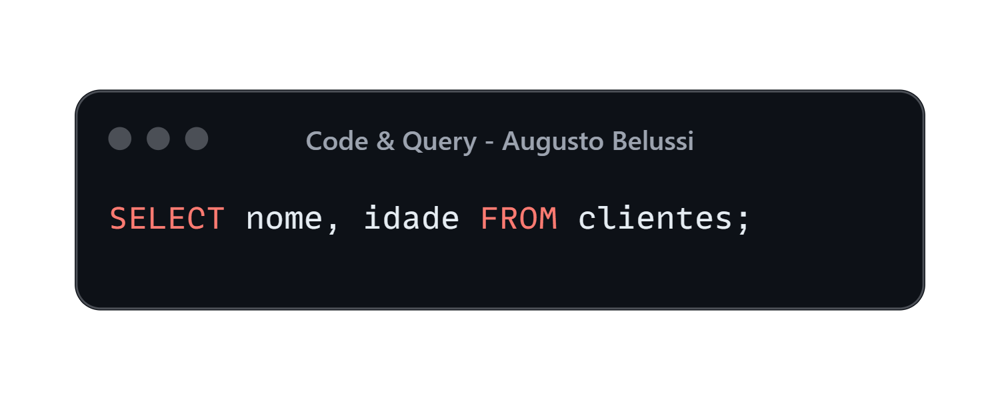 Code & Query - Augusto Belussi
SELECT nome, idade FROM clientes;